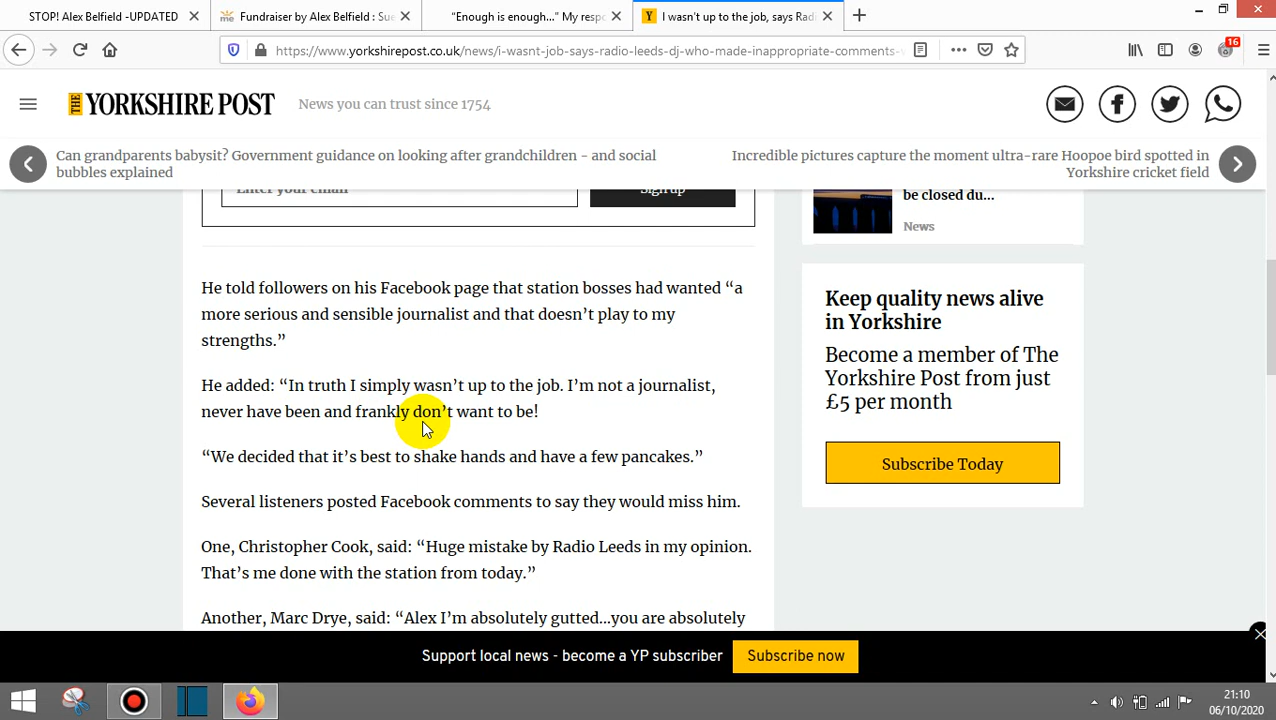 STOP! Alex Belfield -UPDATED
Fundraiser by Alex Belfield : Sue
"Enough is enough..." My respo
I wasn't up to the job, says Radi
https://www.yorkshirepost.co.uk/news/i-wasnt-job-says-radio-leeds-dj-who-made-inappropriate-comments-
16
THE YORKSHIRE POST
News you can trust since 1754
Can grandparents babysit? Government guidance on looking after grandchildren - and social
bubbles explained
Incredible pictures capture the moment ultra-rare Hoopoe bird spotted in
Yorkshire cricket field
Enter your email
Sign up
be closed du...
News
He told followers on his Facebook page that station bosses had wanted “a
more serious and sensible journalist and that doesn’t play to my
strengths.”
He added: “In truth I simply wasn’t up to the job. I’m not a journalist,
never have been and frankly don’t want to be!
“We decided that it’s best to shake hands and have a few pancakes.”
Several listeners posted Facebook comments to say they would miss him.
One, Christopher Cook, said: “Huge mistake by Radio Leeds in my opinion.
That’s me done with the station from today.”
Another, Marc Drye, said: “Alex I’m absolutely gutted...you are absolutely
Keep quality news alive
in Yorkshire
Become a member of The
Yorkshire Post from just
£5 per month
Subscribe Today
Support local news - become a YP subscriber
Subscribe now
21:10
06/10/2020